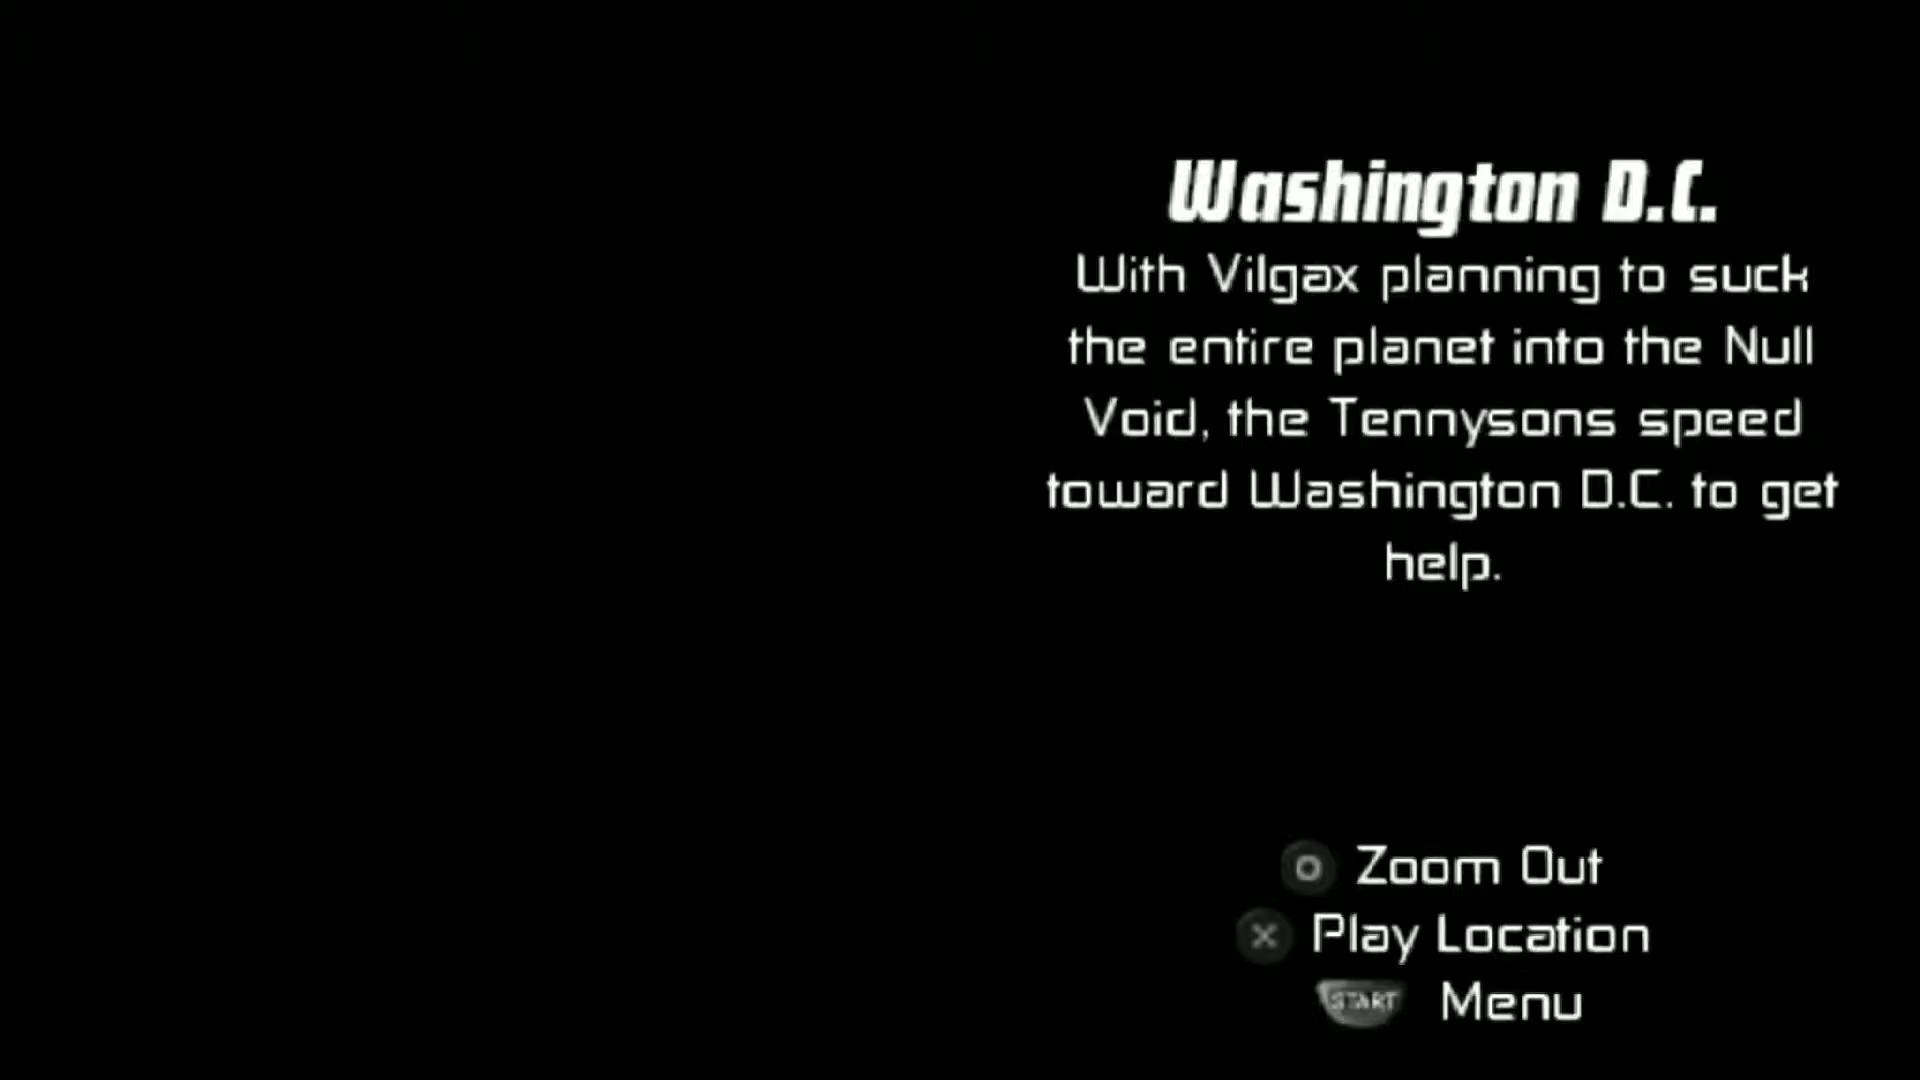 Washington D.C.
With Vilgax planning to suck
the entire planet into the Null
Void, the Tennysons speed
toward Washington D.C. to get
help.
Zoom Out
Play Location
START Menu